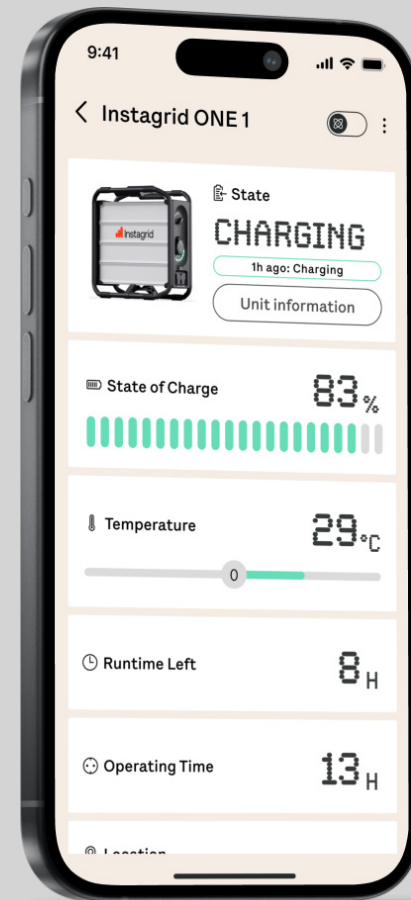 9:41
Instagrid ONE 1
Instagrid
State
CHARGING
1h ago: Charging
Unit information
State of Charge
83%
Temperature
29°C
0
Runtime Left
8H
Operating Time
13H
Location